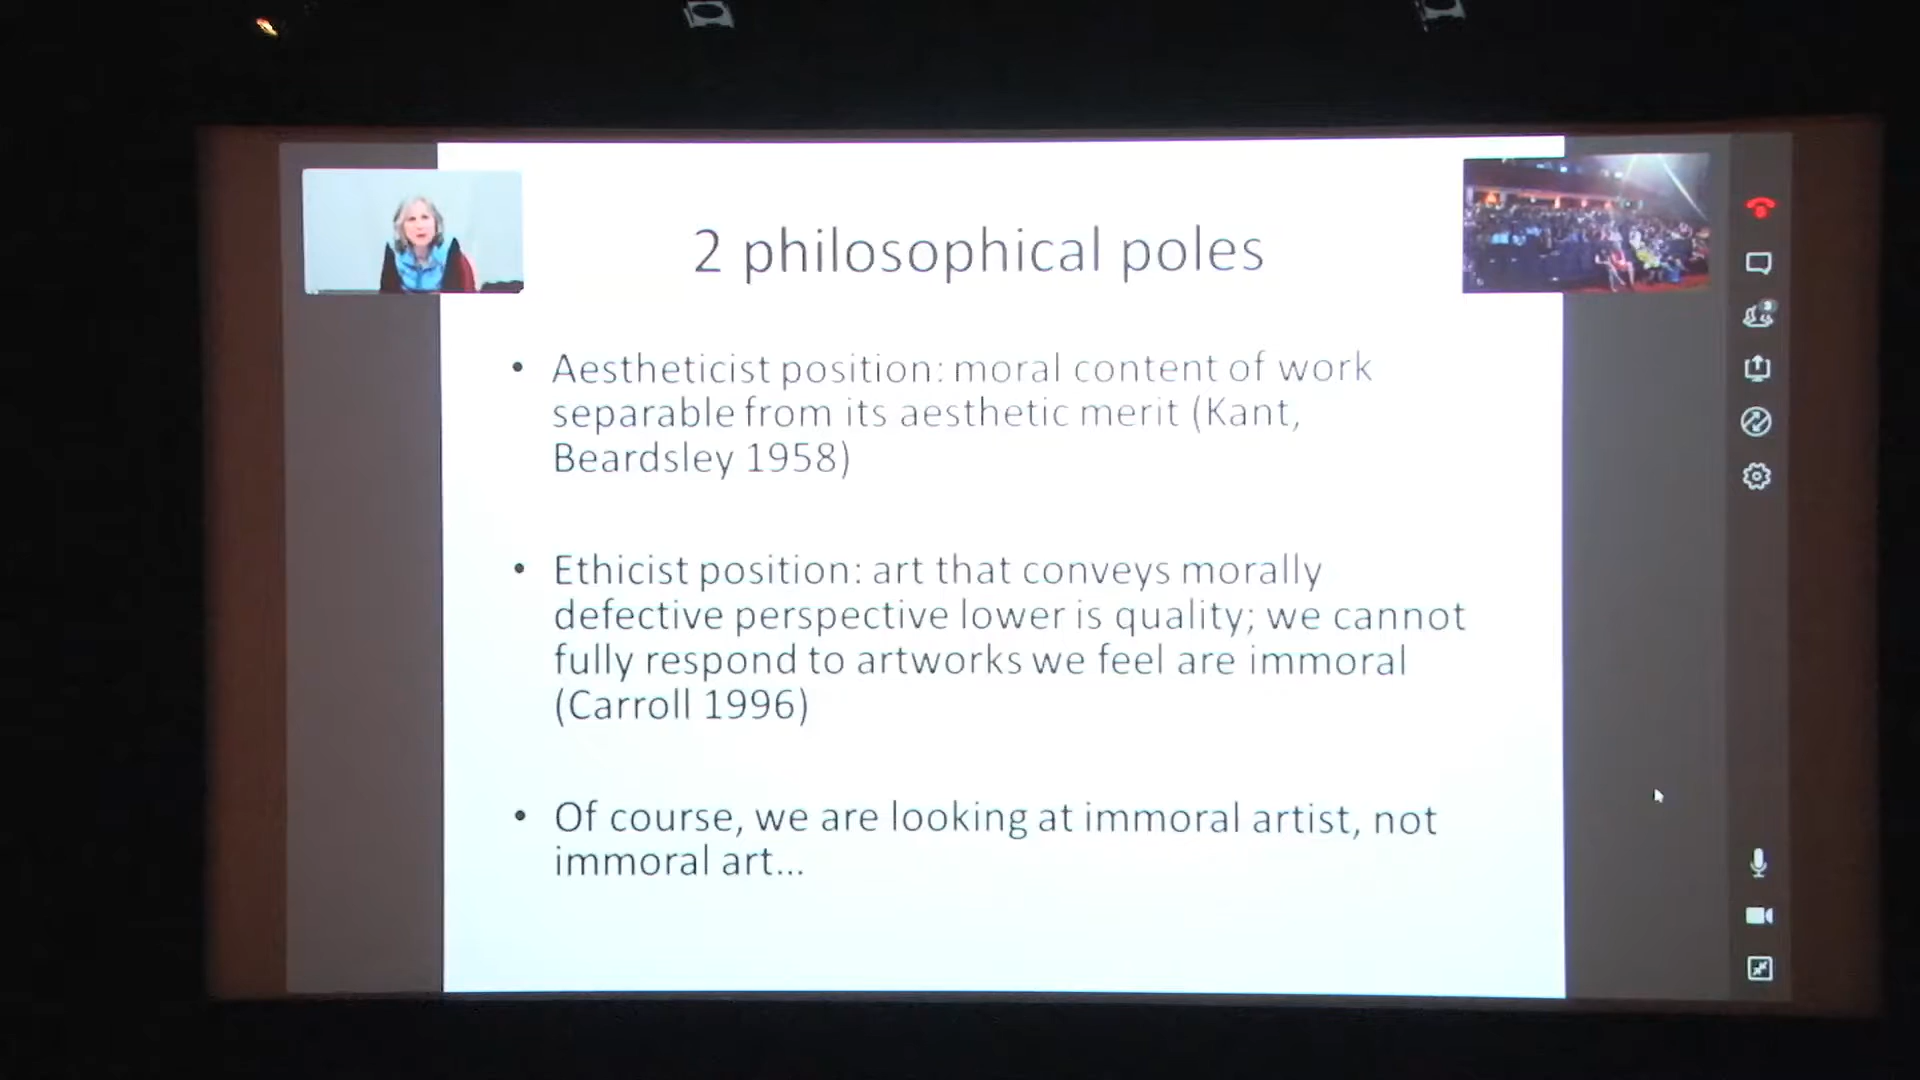 2 philosophical poles
• Aestheticist position: moral content of work
separable from its aesthetic merit (Kant,
Beardsley 1958)
• Ethicist position: art that conveys morally
defective perspective lower is quality; we cannot
fully respond to artworks we feel are immoral
(Carroll 1996)
• Of course, we are looking at immoral artist, not
immoral art...